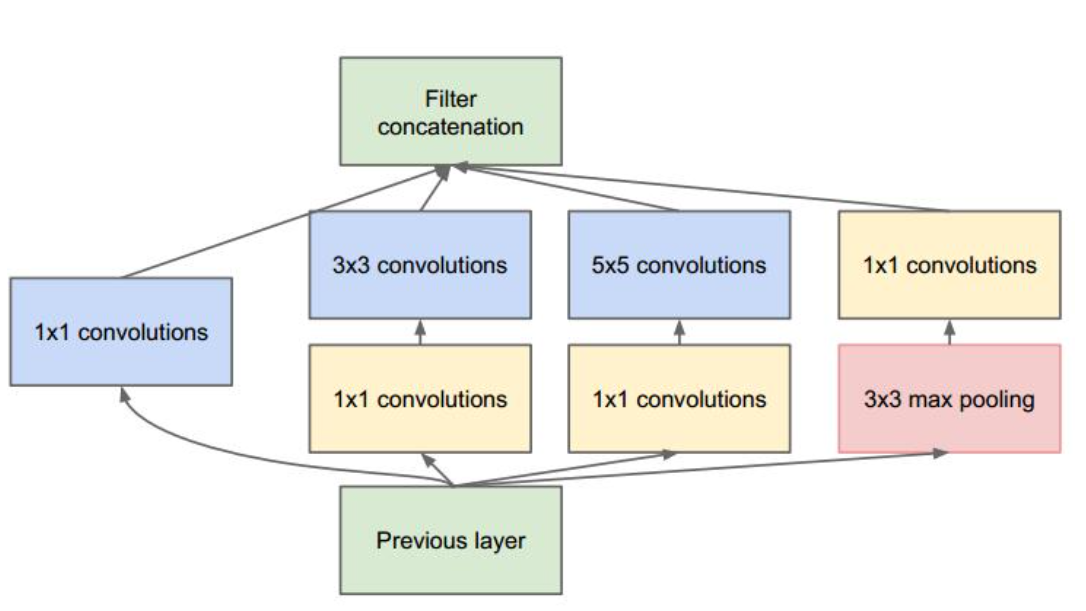 Filter
concatenation
3x3 convolutions
5x5 convolutions
1x1 convolutions
1x1 convolutions
1x1 convolutions
1x1 convolutions
3x3 max pooling
Previous layer